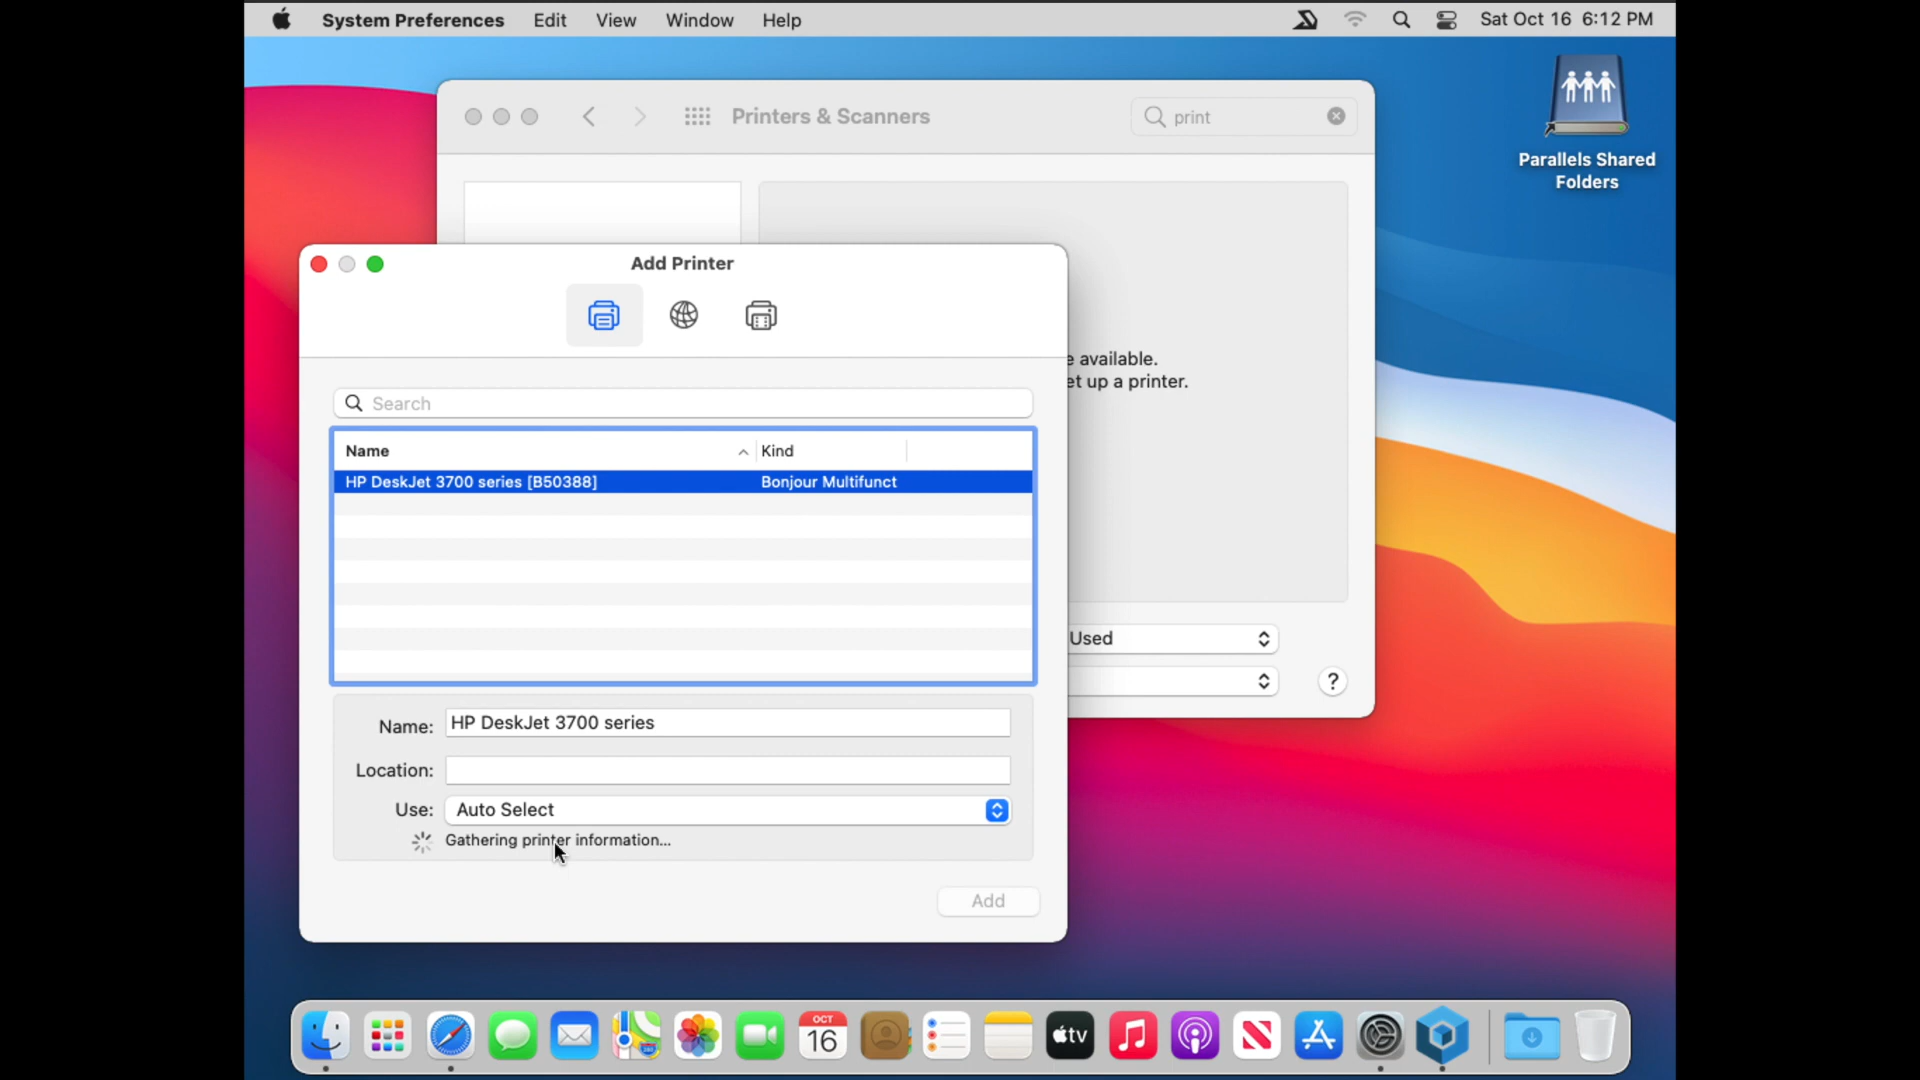 System Preferences Edit View Window Help Sat Oct 16 6:12 PM
Parallels Shared
Folders
Printers & Scanners print
e available.
et up a printer.
Add Printer
Search
Name Kind
HP DeskJet 3700 series [B50388] Bonjour Multifunct
Used
?
Name: HP DeskJet 3700 series
Location:
Use: Auto Select
Gathering printer information...
Add
OCT
16
tv